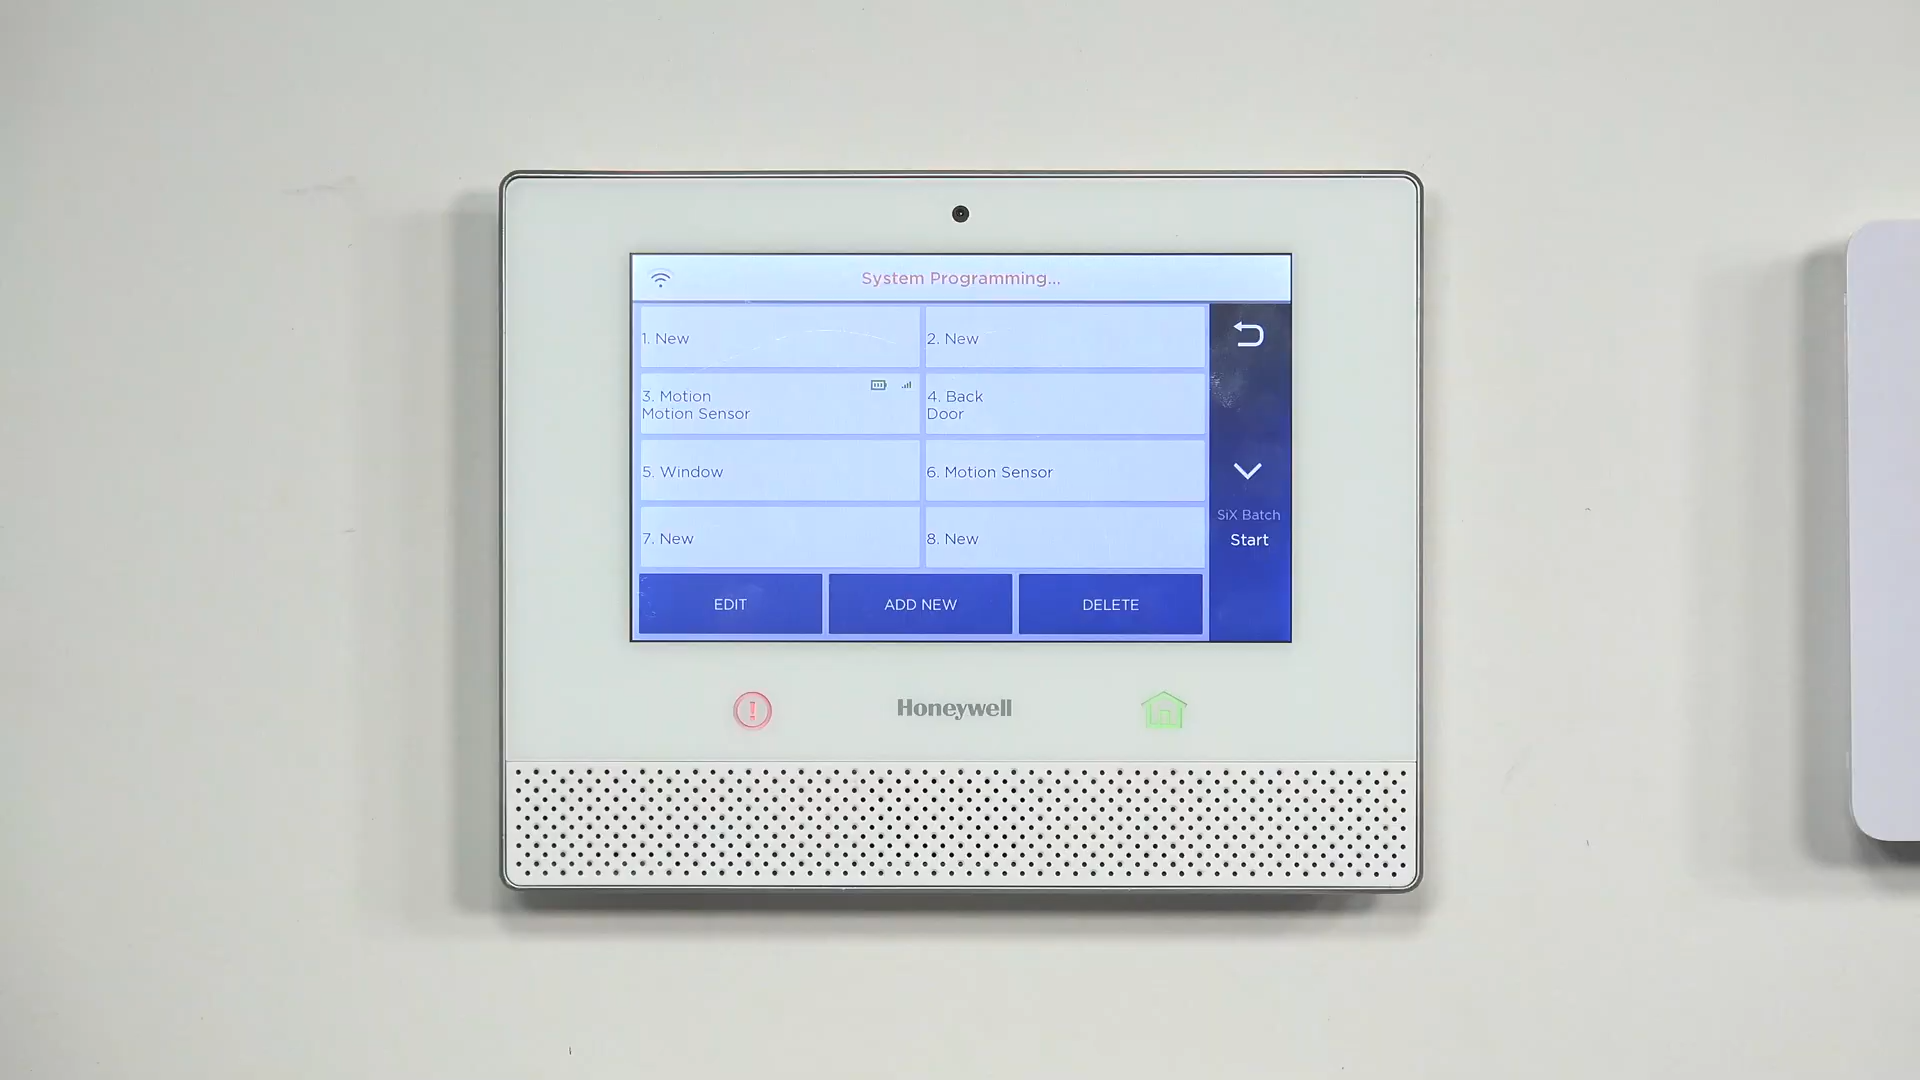 System Programming...
1. New
2. New
3. Motion
Motion Sensor
4. Back
Door
5. Window
6. Motion Sensor
7. New
8. New
SiX Batch
Start
EDIT
ADD NEW
DELETE
Honeywell